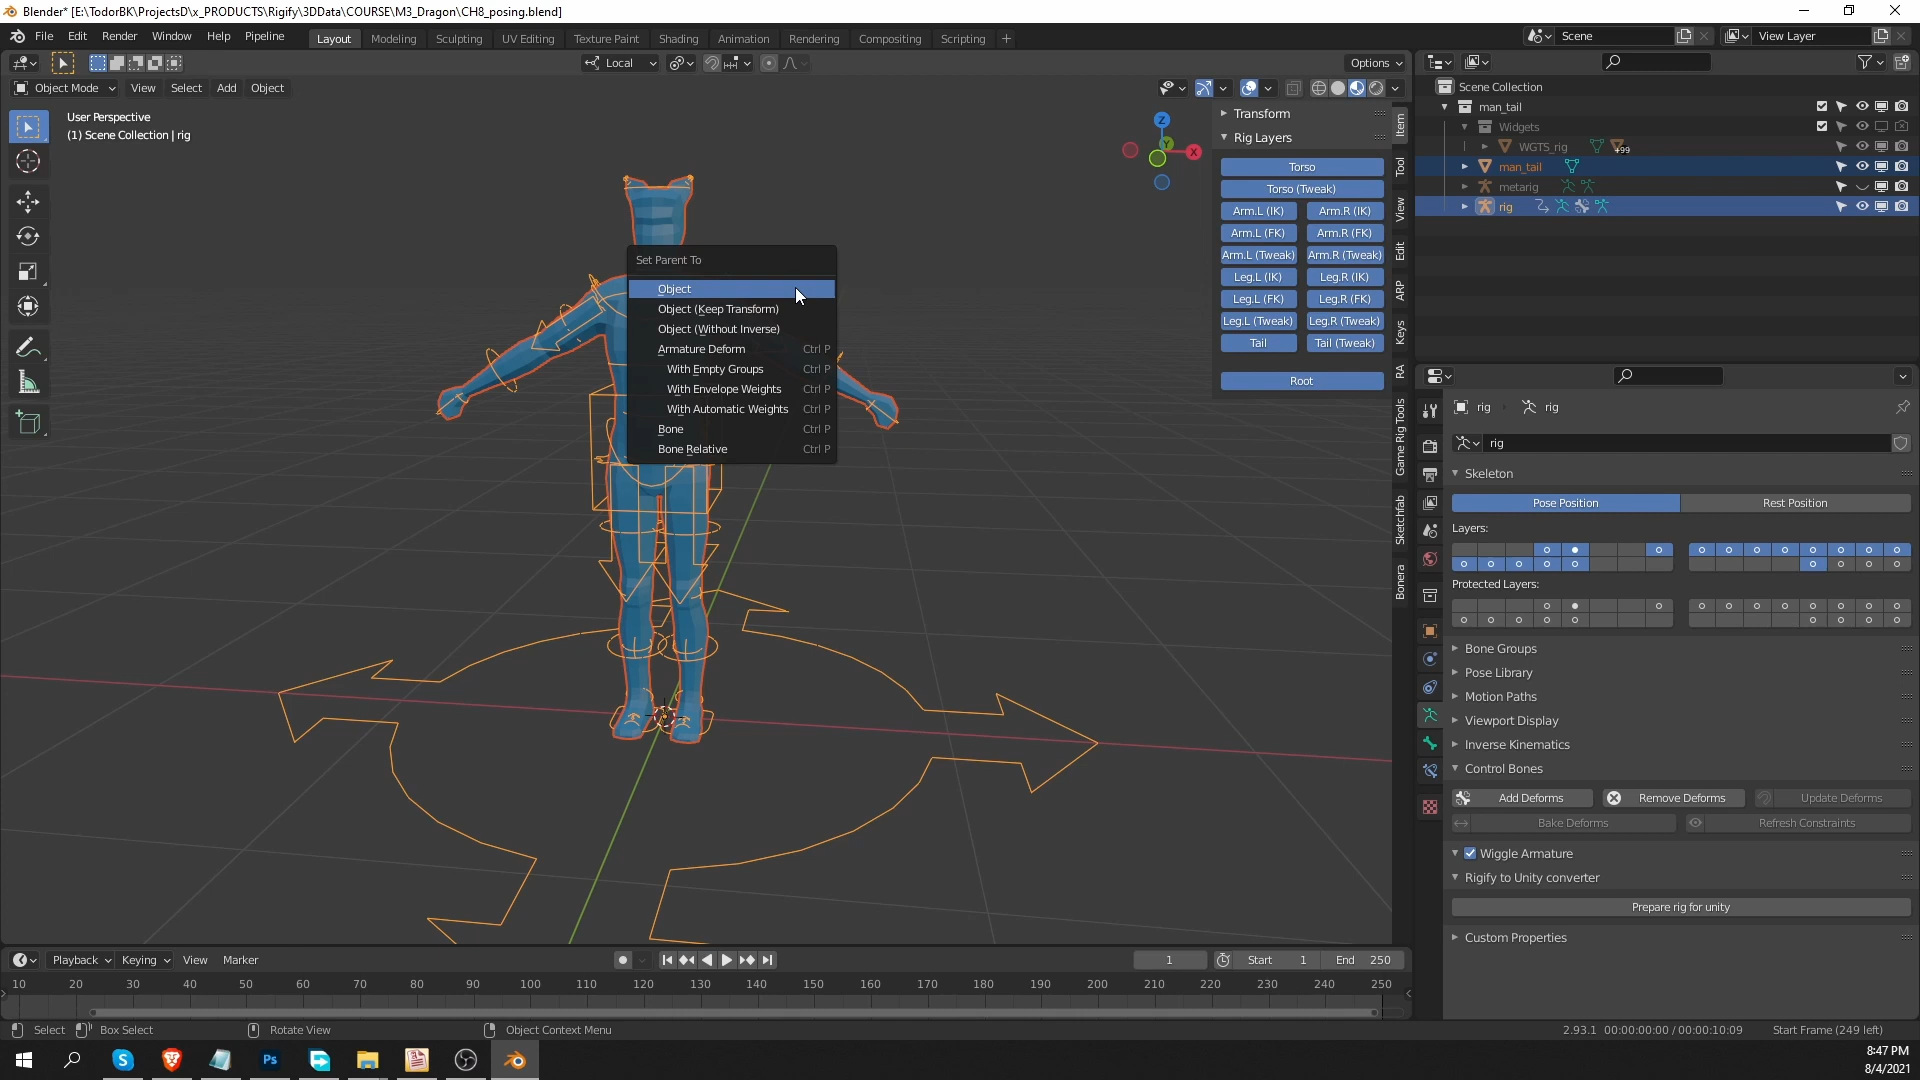 Blender* [E:\TodorBK\ProjectsD\x_PRODUCTS\Rigify\3DData\COURSE\M3_Dragon\CH8_posing.blend]
File Edit Render Window Help Pipeline
Layout Modeling Sculpting UV Editing Texture Paint Shading Animation Rendering Compositing Scripting +
Scene
View Layer
Local
Options
Object Mode View Select Add Object
User Perspective
(1) Scene Collection | rig
Z
Y
X
Transform
Rig Layers
Torso
Torso (Tweak)
Arm.L (IK) Arm.R (IK)
Arm.L (FK) Arm.R (FK)
Arm.L (Tweak) Arm.R (Tweak)
Leg.L (IK) Leg.R (IK)
Leg.L (FK) Leg.R (FK)
Leg.L (Tweak) Leg.R (Tweak)
Tail Tail (Tweak)
Root
Item
Tool
View
Edit
ARP
Keys
RA
Game Rig Tools
Sketchfab
Bonera
Set Parent To
Object
Object (Keep Transform)
Object (Without Inverse)
Armature Deform Ctrl P
With Empty Groups Ctrl P
With Envelope Weights Ctrl P
With Automatic Weights Ctrl P
Bone Ctrl P
Bone Relative Ctrl P
Scene Collection
man_tail
Widgets
WGTS_rig +99
man_tail
metarig
rig
rig rig
rig
Skeleton
Pose Position Rest Position
Layers:
Protected Layers:
Bone Groups
Pose Library
Motion Paths
Viewport Display
Inverse Kinematics
Control Bones
Add Deforms Remove Deforms Update Deforms
Bake Deforms Refresh Constraints
Wiggle Armature
Rigify to Unity converter
Prepare rig for unity
Custom Properties
Playback Keying View Marker
1 Start 1 End 250
10 20 30 40 50 60 70 80 90 100 110 120 130 140 150 160 170 180 190 200 210 220 230 240 250
Select Box Select Rotate View Object Context Menu
2.93.1 00:00:00:00 / 00:00:10:09 Start Frame (249 left)
S
Ps
8:47 PM
8/4/2021